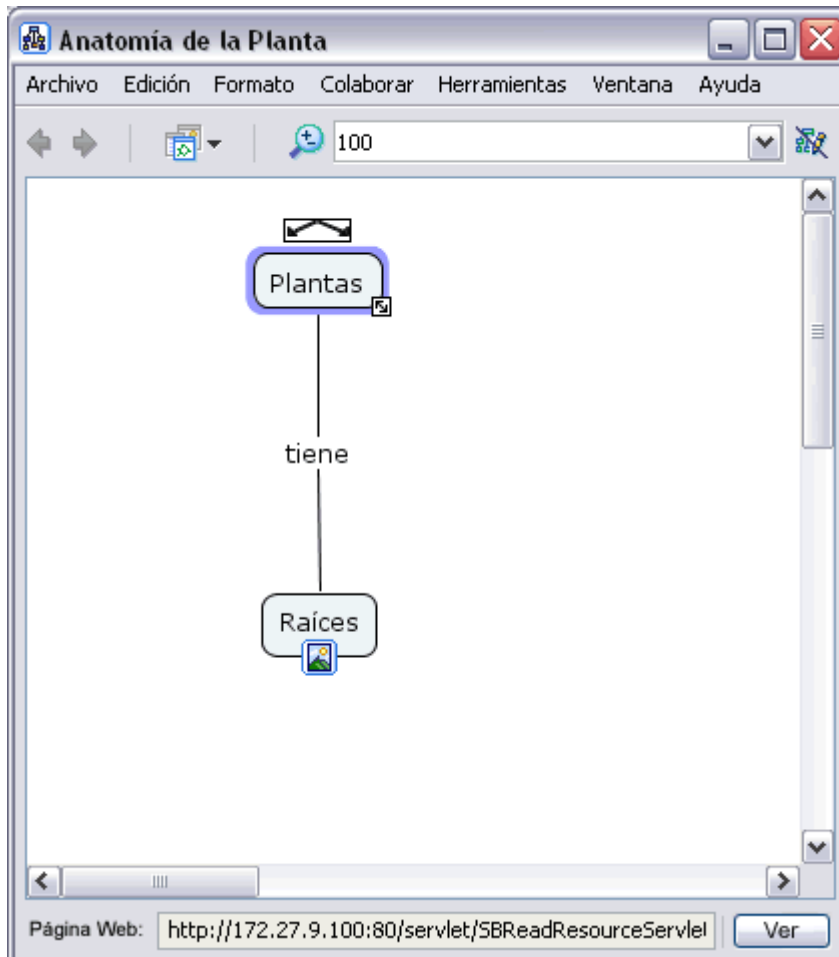 Anatomía de la Planta
Archivo Edición Formato Colaborar Herramientas Ventana Ayuda
100
Plantas
tiene
Raíces
Página Web: http://172.27.9.100:80/servlet/SBReadResourceServlet Ver